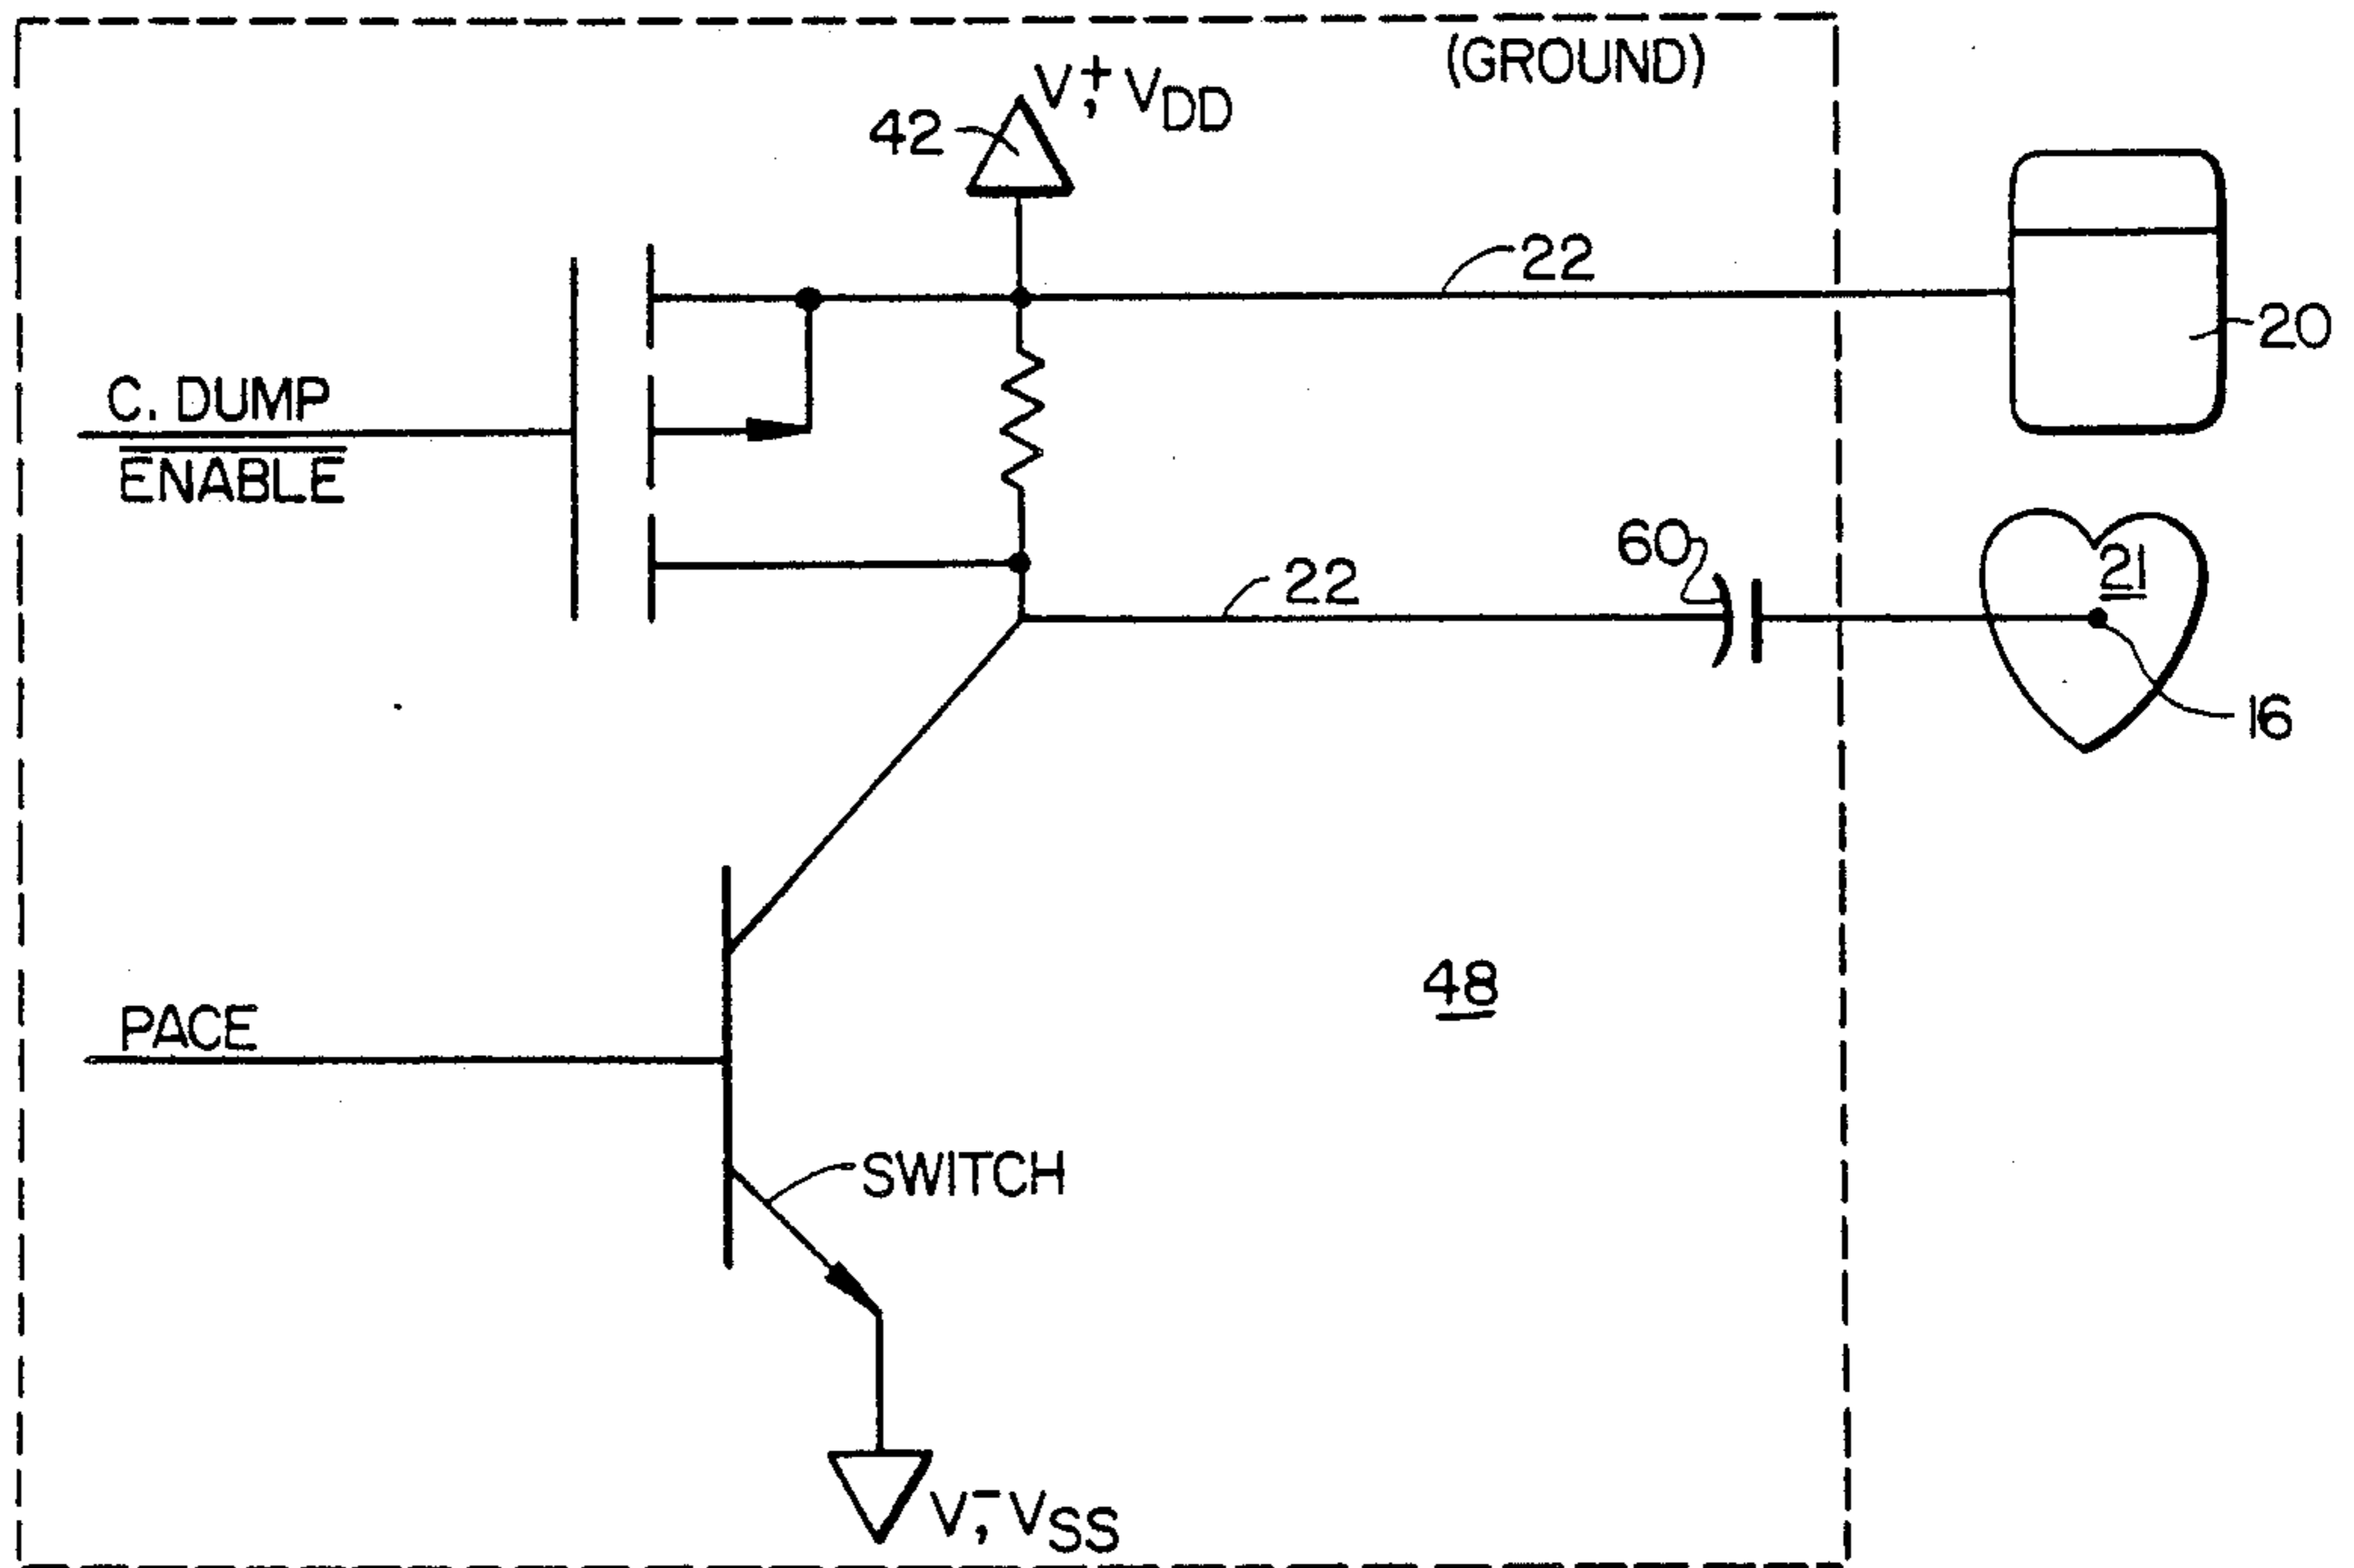 (GROUND)
V,+ VDD
42
22
20
C. DUMP
ENABLE
60
21
22
16
48
PACE
SWITCH
V,- VSS